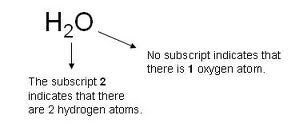 H₂O
No subscript indicates that
there is 1 oxygen atom.
The subscript 2
indicates that there
are 2 hydrogen atoms.